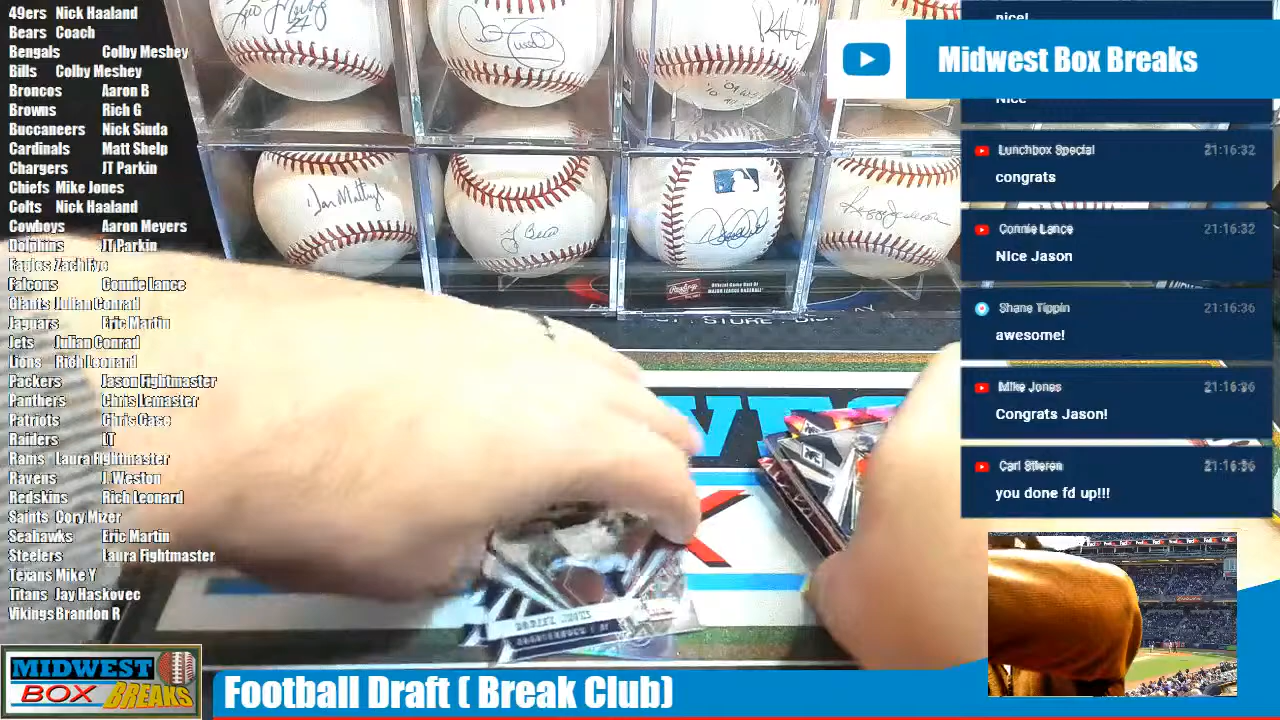 49ers Nick Haaland
Bears Coach
Bengals Colby Meshey
Bills Colby Meshey
Broncos Aaron B
Browns Rich G
Buccaneers Nick Siuda
Cardinals Matt Shelp
Chargers JT Parkin
Chiefs Mike Jones
Colts Nick Haaland
Cowboys Aaron Meyers
Dolphins JT Parkin
Eagles Zach Eye
Falcons Connie Lance
Giants Julian Conrad
Jaguars Eric Martin
Jets Julian Conrad
Lions Rich Leonard
Packers Jason Fightmaster
Panthers Chris Lemaster
Patriots Chris Case
Raiders LT
Rams Laura Fightmaster
Ravens J. Weston
Redskins Rich Leonard
Saints Cory Mizer
Seahawks Eric Martin
Steelers Laura Fightmaster
Texans Mike Y
Titans Jay Haskovec
Vikings Brandon R
MIDWEST
BOX BREAKS
Football Draft ( Break Club)
nice!
Midwest Box Breaks
Nice
Lunchbox Special 21:16:32
congrats
Connie Lance 21:16:32
NIce Jason
Shane Tippin 21:16:36
awesome!
Mike Jones 21:16:36
Congrats Jason!
Carl Stieren 21:16:36
you done fd up!!!
Rawlings
STORE